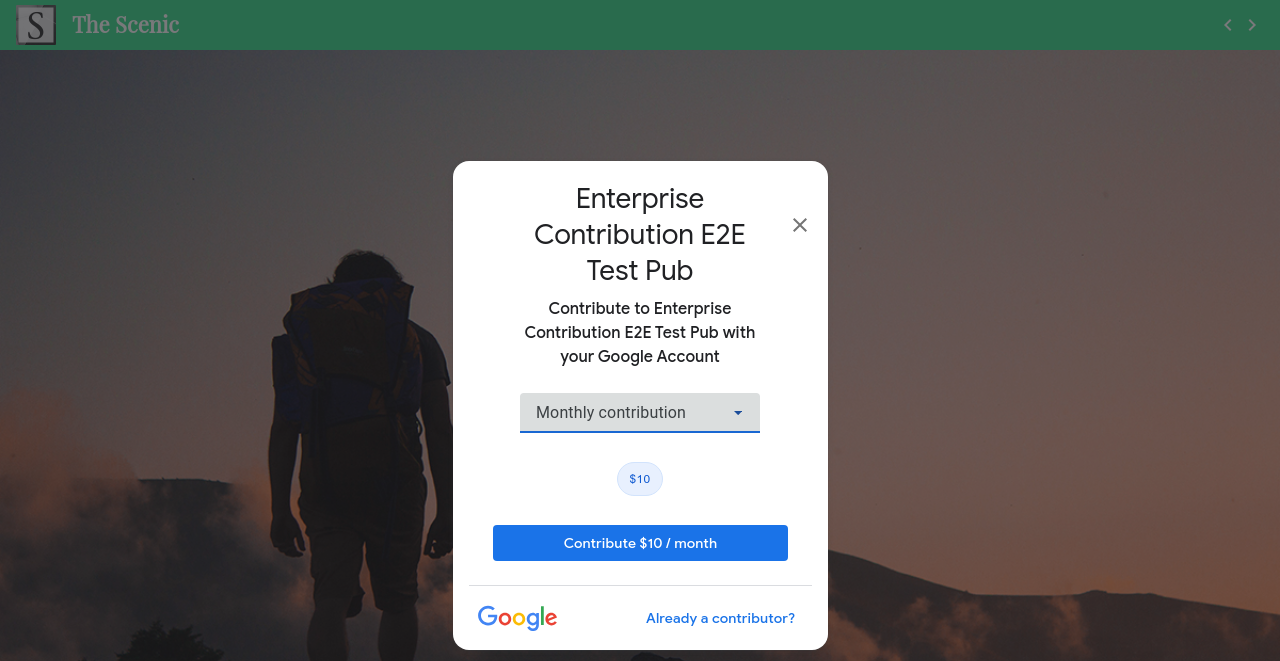 S The Scenic
Enterprise
Contribution E2E
Test Pub
Contribute to Enterprise
Contribution E2E Test Pub with
your Google Account
Monthly contribution
$10
Contribute $10 / month
Google
Already a contributor?